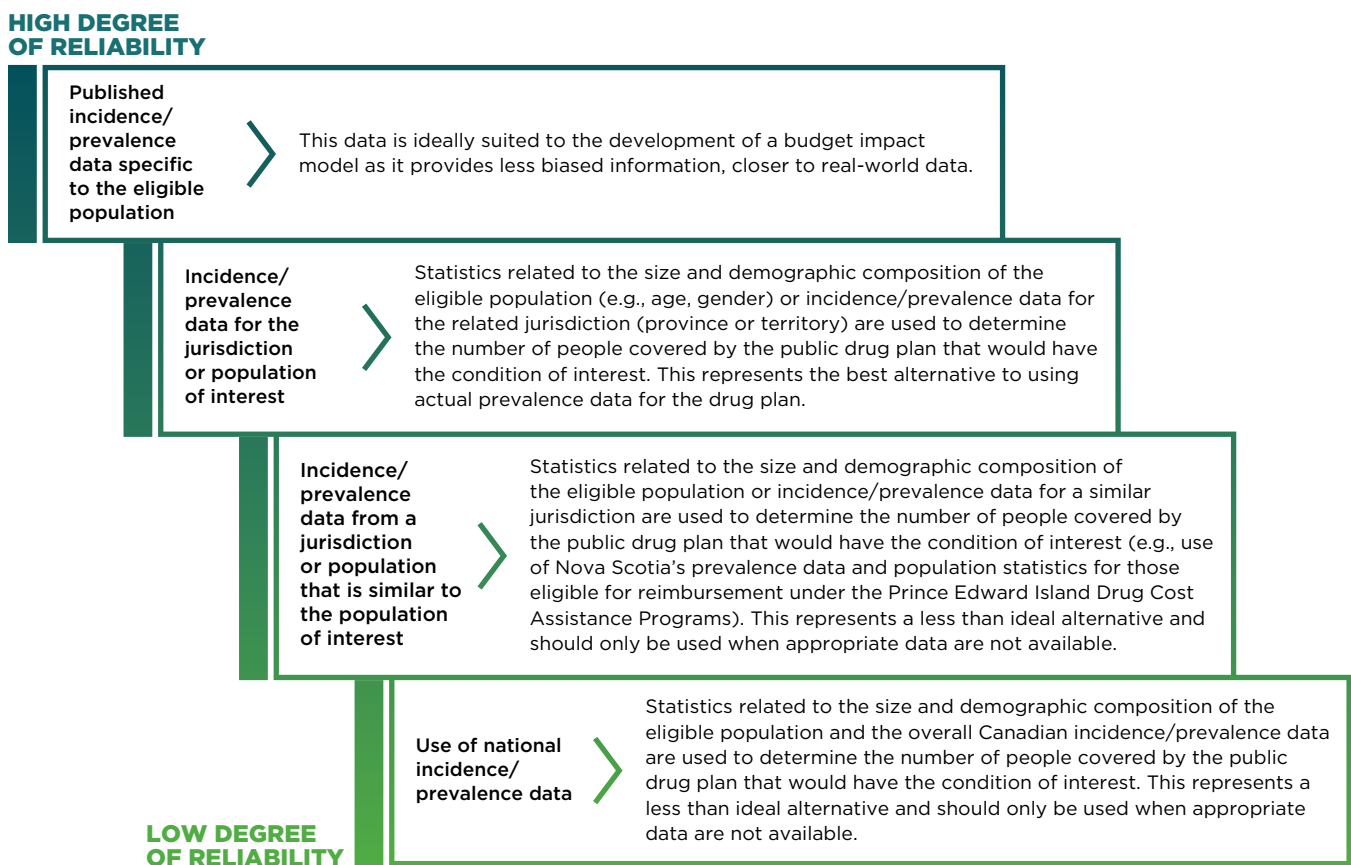 HIGH DEGREE
OF RELIABILITY
Published
incidence/
prevalence
data specific
to the eligible
population
This data is ideally suited to the development of a budget impact
model as it provides less biased information, closer to real-world data.
Incidence/
prevalence
data for the
jurisdiction
or population
of interest
Statistics related to the size and demographic composition of the
eligible population (e.g., age, gender) or incidence/prevalence data for
the related jurisdiction (province or territory) are used to determine
the number of people covered by the public drug plan that would have
the condition of interest. This represents the best alternative to using
actual prevalence data for the drug plan.
Incidence/
prevalence
data from a
jurisdiction
or population
that is similar to
the population
of interest
Statistics related to the size and demographic composition of
the eligible population or incidence/prevalence data for a similar
jurisdiction are used to determine the number of people covered by
the public drug plan that would have the condition of interest (e.g., use
of Nova Scotia’s prevalence data and population statistics for those
eligible for reimbursement under the Prince Edward Island Drug Cost
Assistance Programs). This represents a less than ideal alternative and
should only be used when appropriate data are not available.
Use of national
incidence/
prevalence data
Statistics related to the size and demographic composition of the
eligible population and the overall Canadian incidence/prevalence data
are used to determine the number of people covered by the public
drug plan that would have the condition of interest. This represents a
less than ideal alternative and should only be used when appropriate
data are not available.
LOW DEGREE
OF RELIABILITY